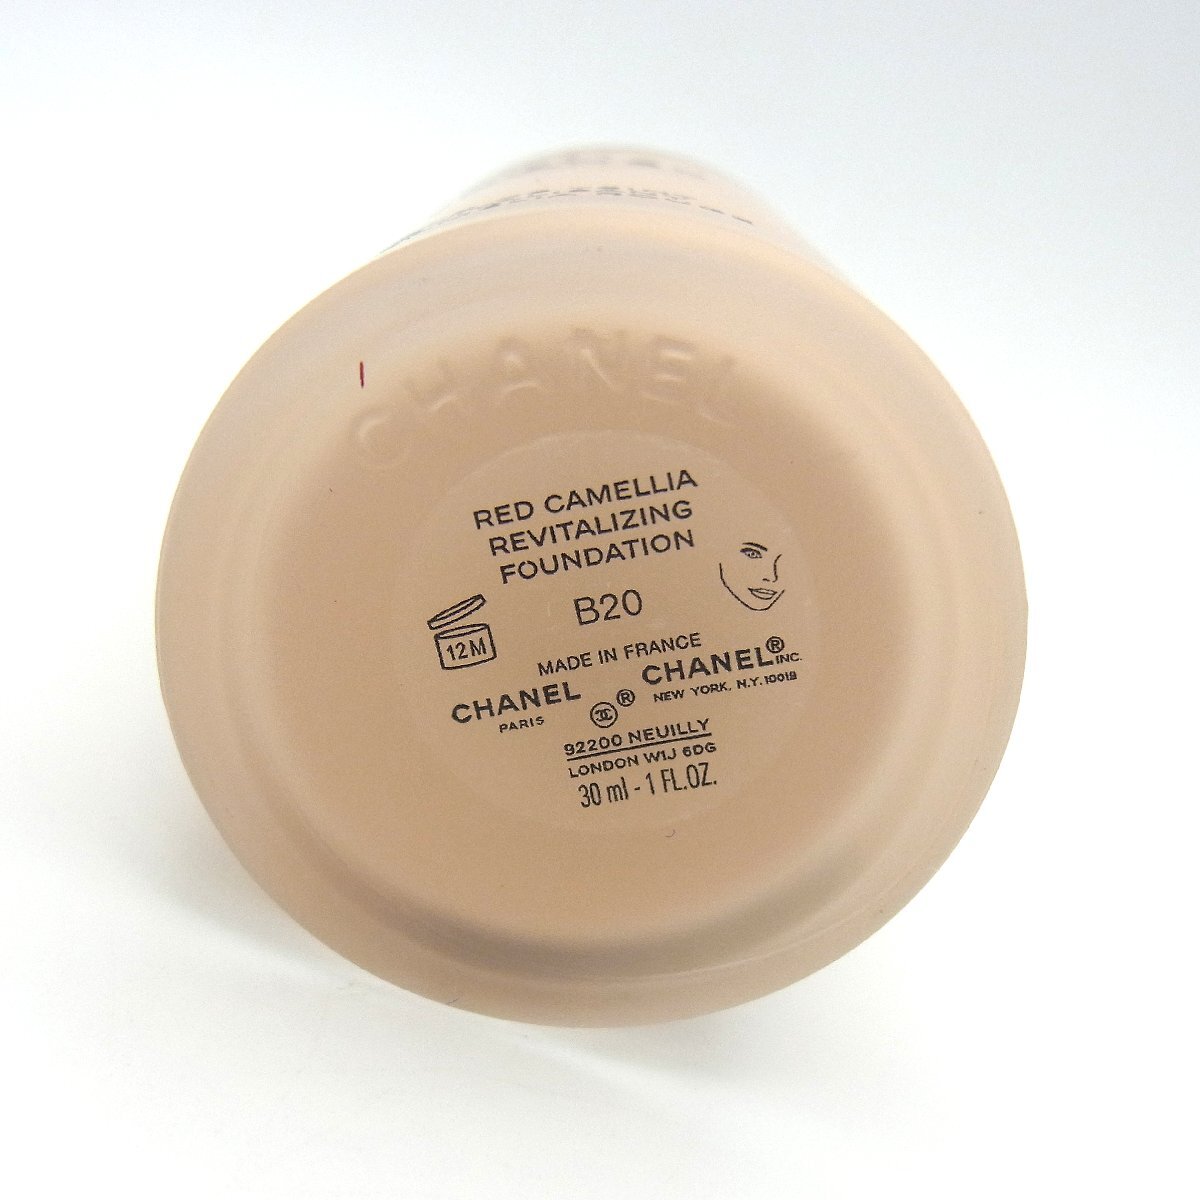 CHANEL
RED CAMELLIA
REVITALIZING
FOUNDATION
B20
12M
MADE IN FRANCE
CHANEL
PARIS
®
CHANEL® INC.
NEW YORK, N.Y. 10019
92200 NEUILLY
LONDON W1J 6DG
30 ml - 1 FL.OZ.